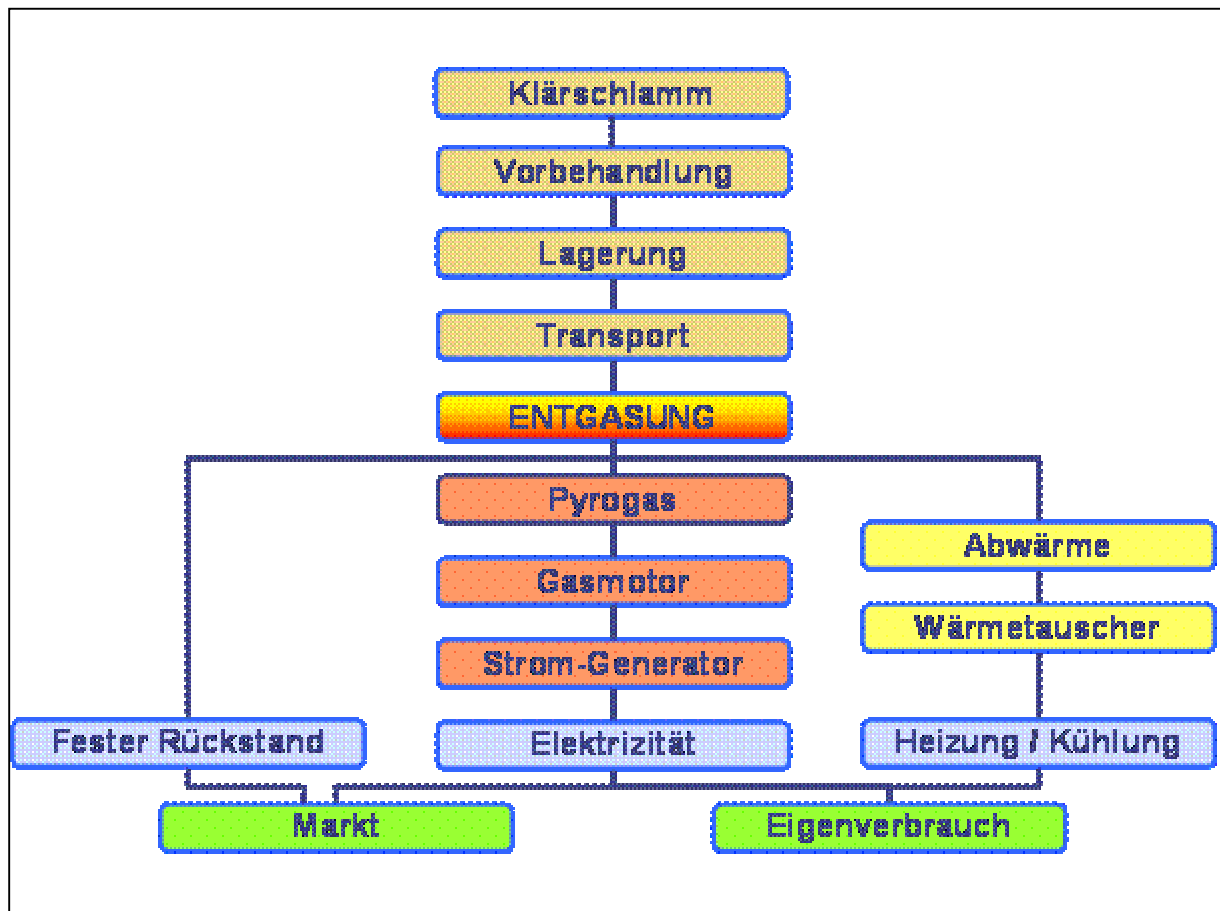 Klärschlamm
Vorbehandlung
Lagerung
Transport
ENTGASUNG
Pyrogas
Abwärme
Gasmotor
Wärmetauscher
Strom-Generator
Fester Rückstand
Elektrizität
Heizung / Kühlung
Markt
Eigenverbrauch